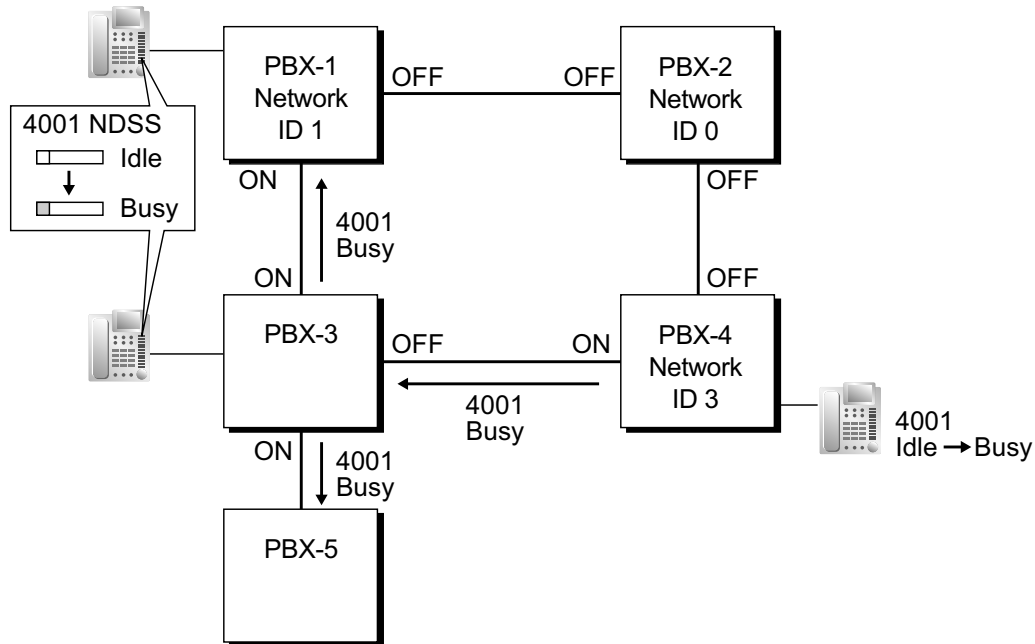 PBX-1
Network
ID 1
OFF
OFF
PBX-2
Network
ID 0
4001 NDSS
Idle
Busy
ON
4001
Busy
OFF
ON
OFF
PBX-3
OFF
ON
PBX-4
Network
ID 3
4001
Busy
4001
Idle
Busy
ON
4001
Busy
PBX-5